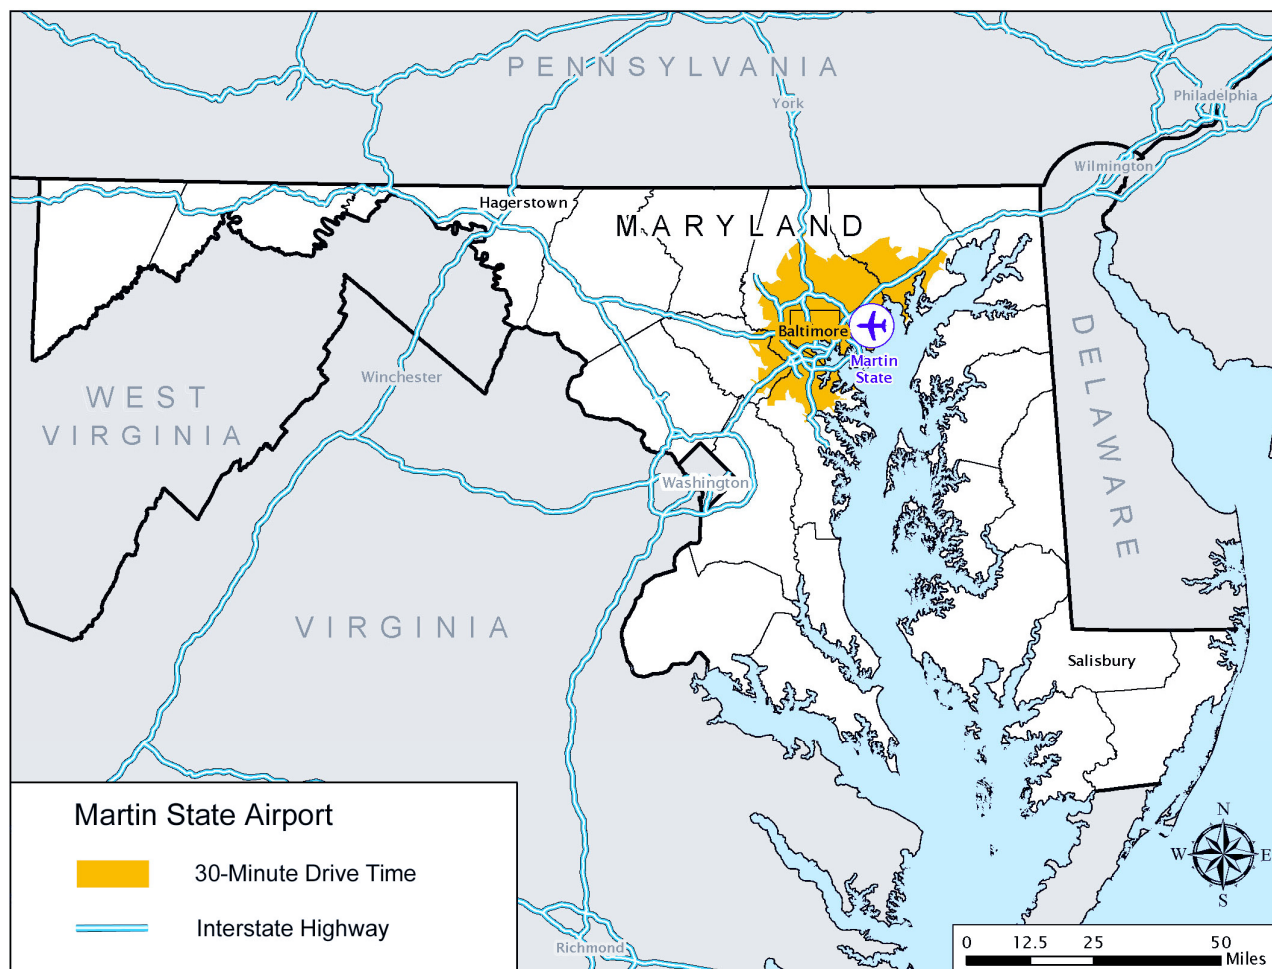 PENNSYLVANIA
York
Philadelphia
Wilmington
Hagerstown
MARYLAND
Baltimore
Martin
State
DELAWARE
Winchester
WEST
VIRGINIA
Washington
VIRGINIA
Salisbury
Richmond
Martin State Airport
30-Minute Drive Time
Interstate Highway
N
W
E
S
0 12.5 25 50
Miles